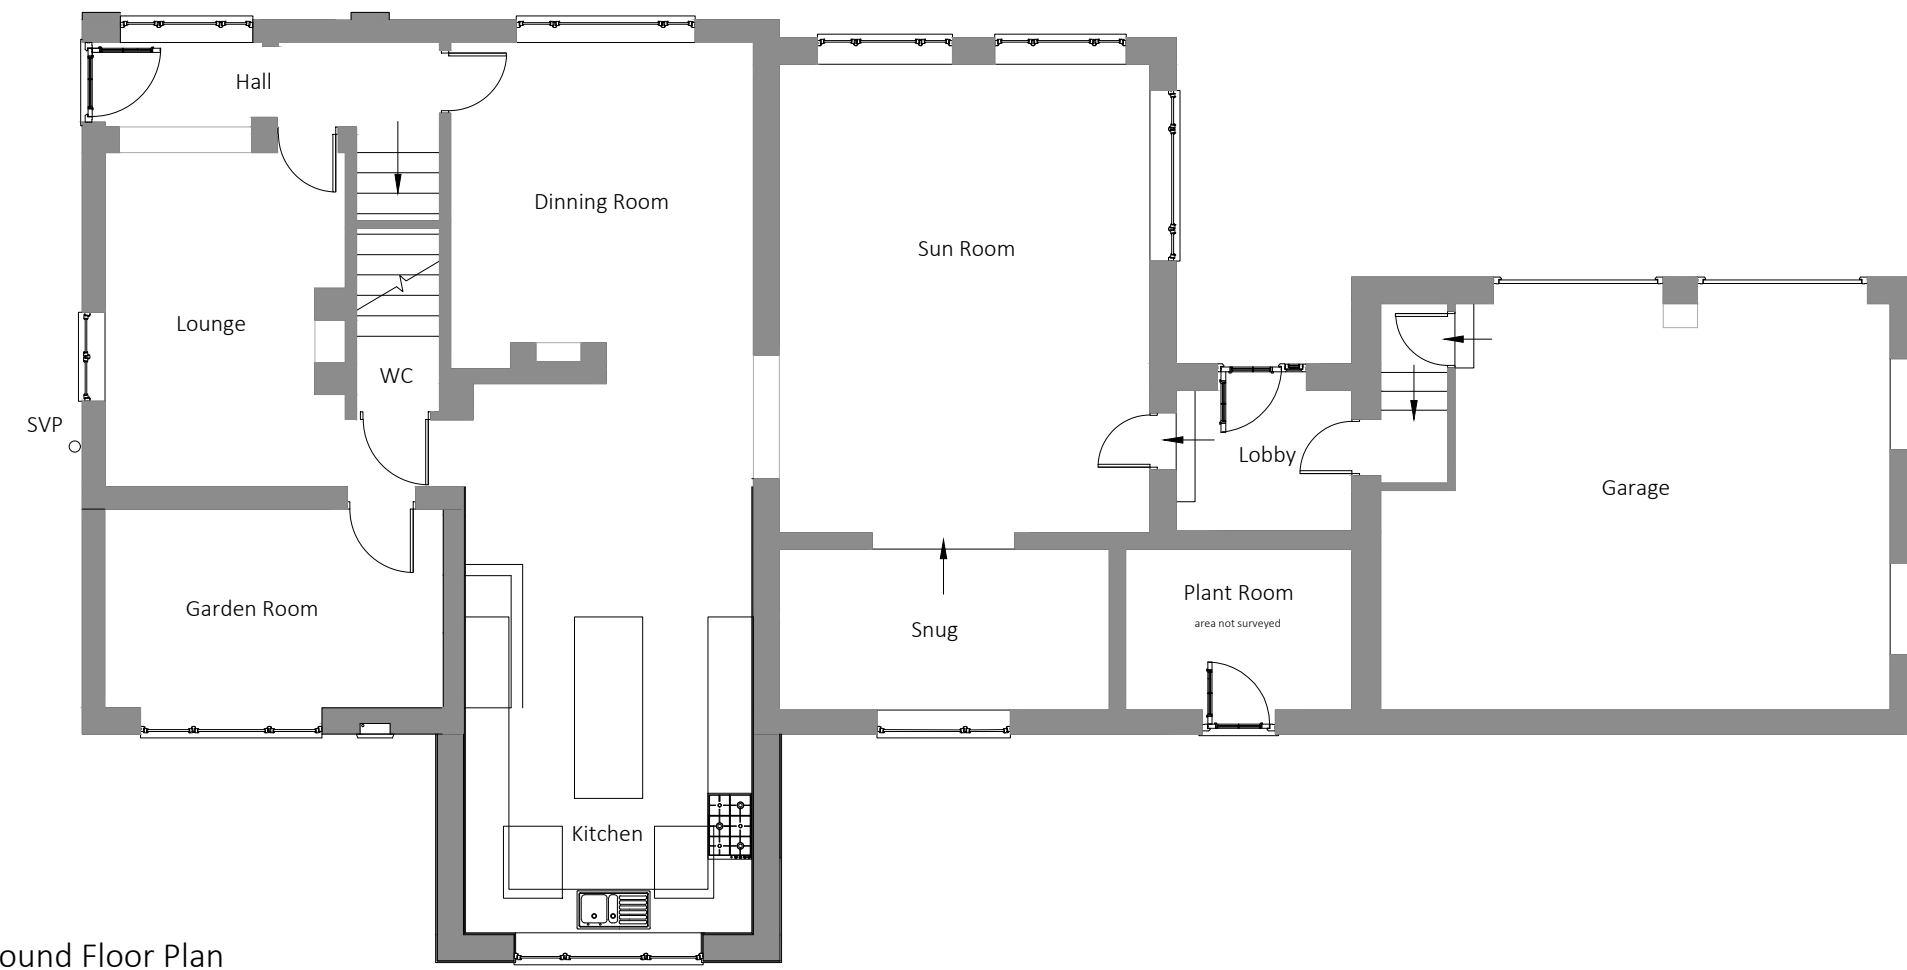 Hall
Dinning Room
Sun Room
Lounge
WC
SVP
Lobby
Garage
Garden Room
Snug
Plant Room
area not surveyed
Kitchen
ound Floor Plan